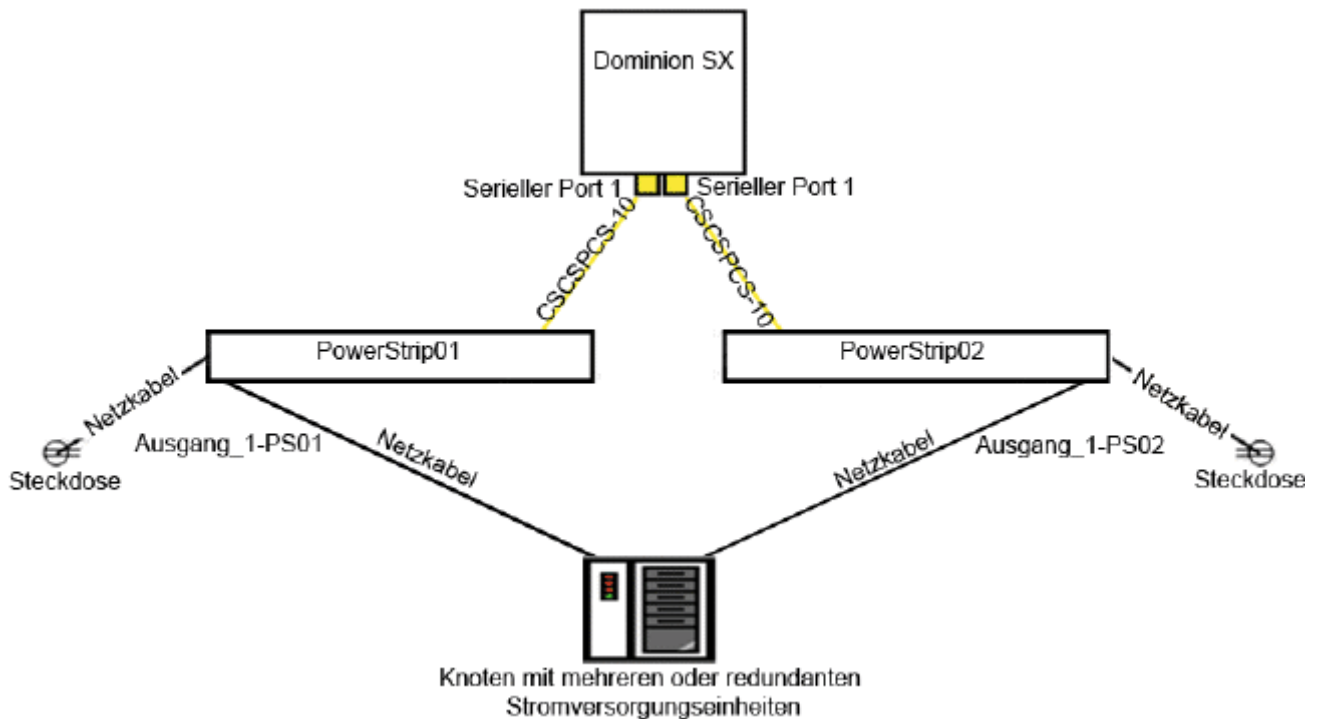 Dominion SX
Serieller Port 1
Serieller Port 1
CSCSPCS-10
CSCSPCS-10
PowerStrip01
PowerStrip02
Netzkabel
Netzkabel
Ausgang_1-PS01
Netzkabel
Netzkabel
Ausgang_1-PS02
Steckdose
Steckdose
Knoten mit mehreren oder redundanten
Stromversorgungseinheiten